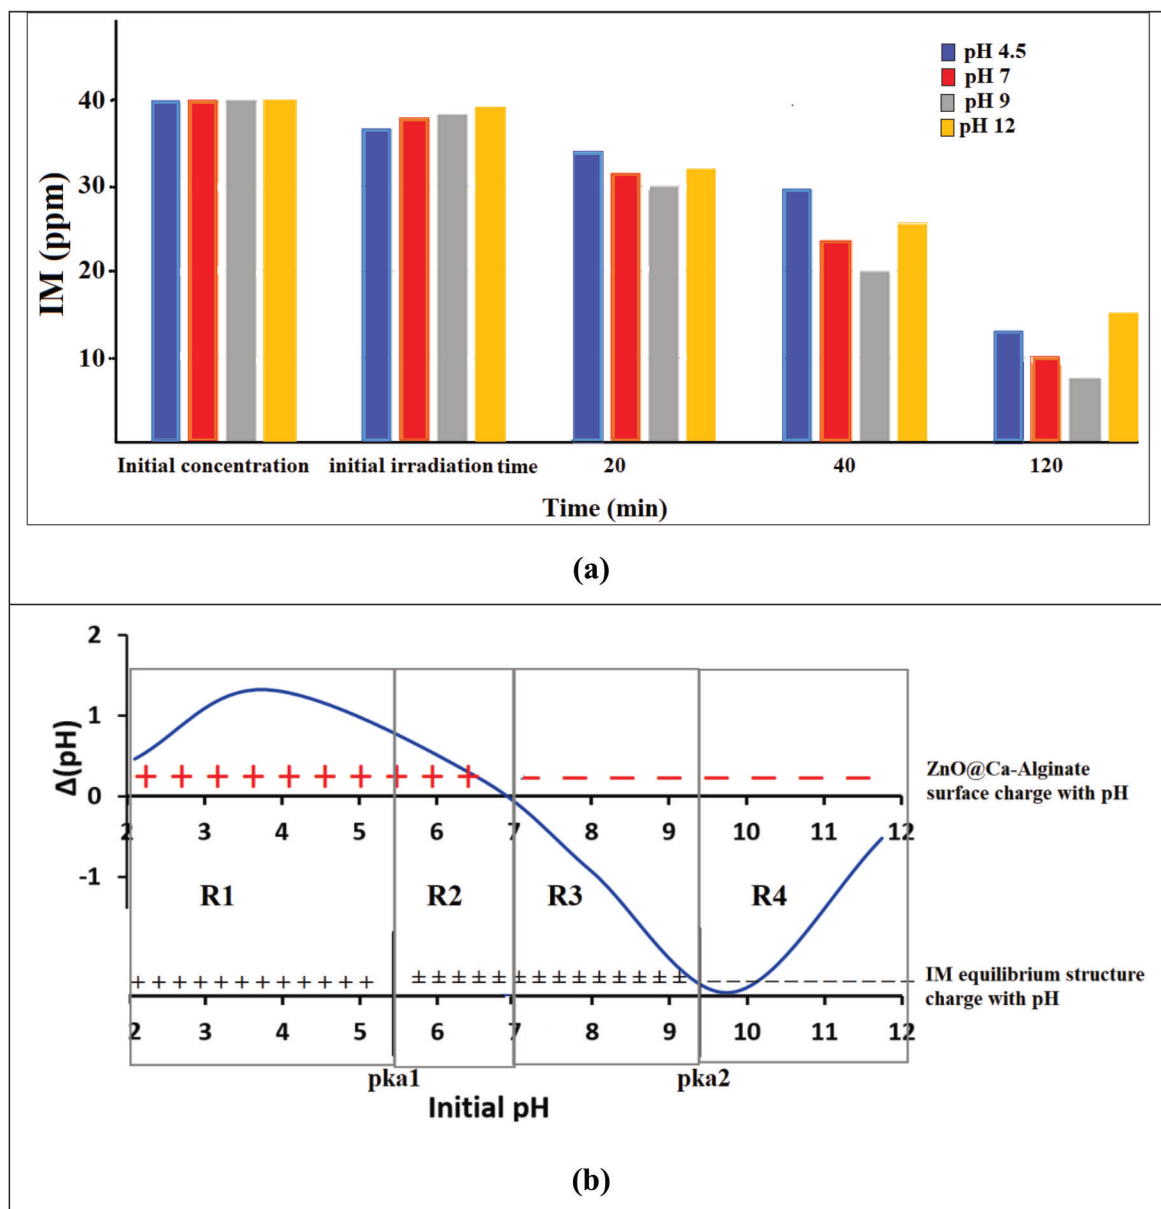 pH 4.5
pH 7
pH 9
pH 12
40
30
20
10
IM (ppm)
Initial concentration initial irradiation time 20 40 120
Time (min)
(a)
2
1
0
-1
Δ(pH)
+ + + + + + + + + — — — — — — — —
ZnO@Ca-Alginate
surface charge with pH
2 3 4 5 6 7 8 9 10 11 12
R1 R2 R3 R4
++++++++++++ ±±±±±±±±±±±±±± ——————————
IM equilibrium structure
charge with pH
2 3 4 5 6 7 8 9 10 11 12
pka1 pka2
Initial pH
(b)